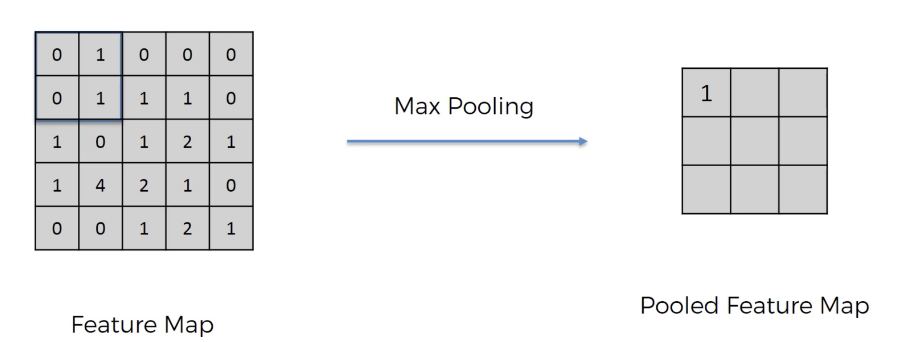 0 1 0 0 0
0 1 1 1 0
1 0 1 2 1
1 4 2 1 0
0 0 1 2 1
Feature Map
Max Pooling
1
Pooled Feature Map